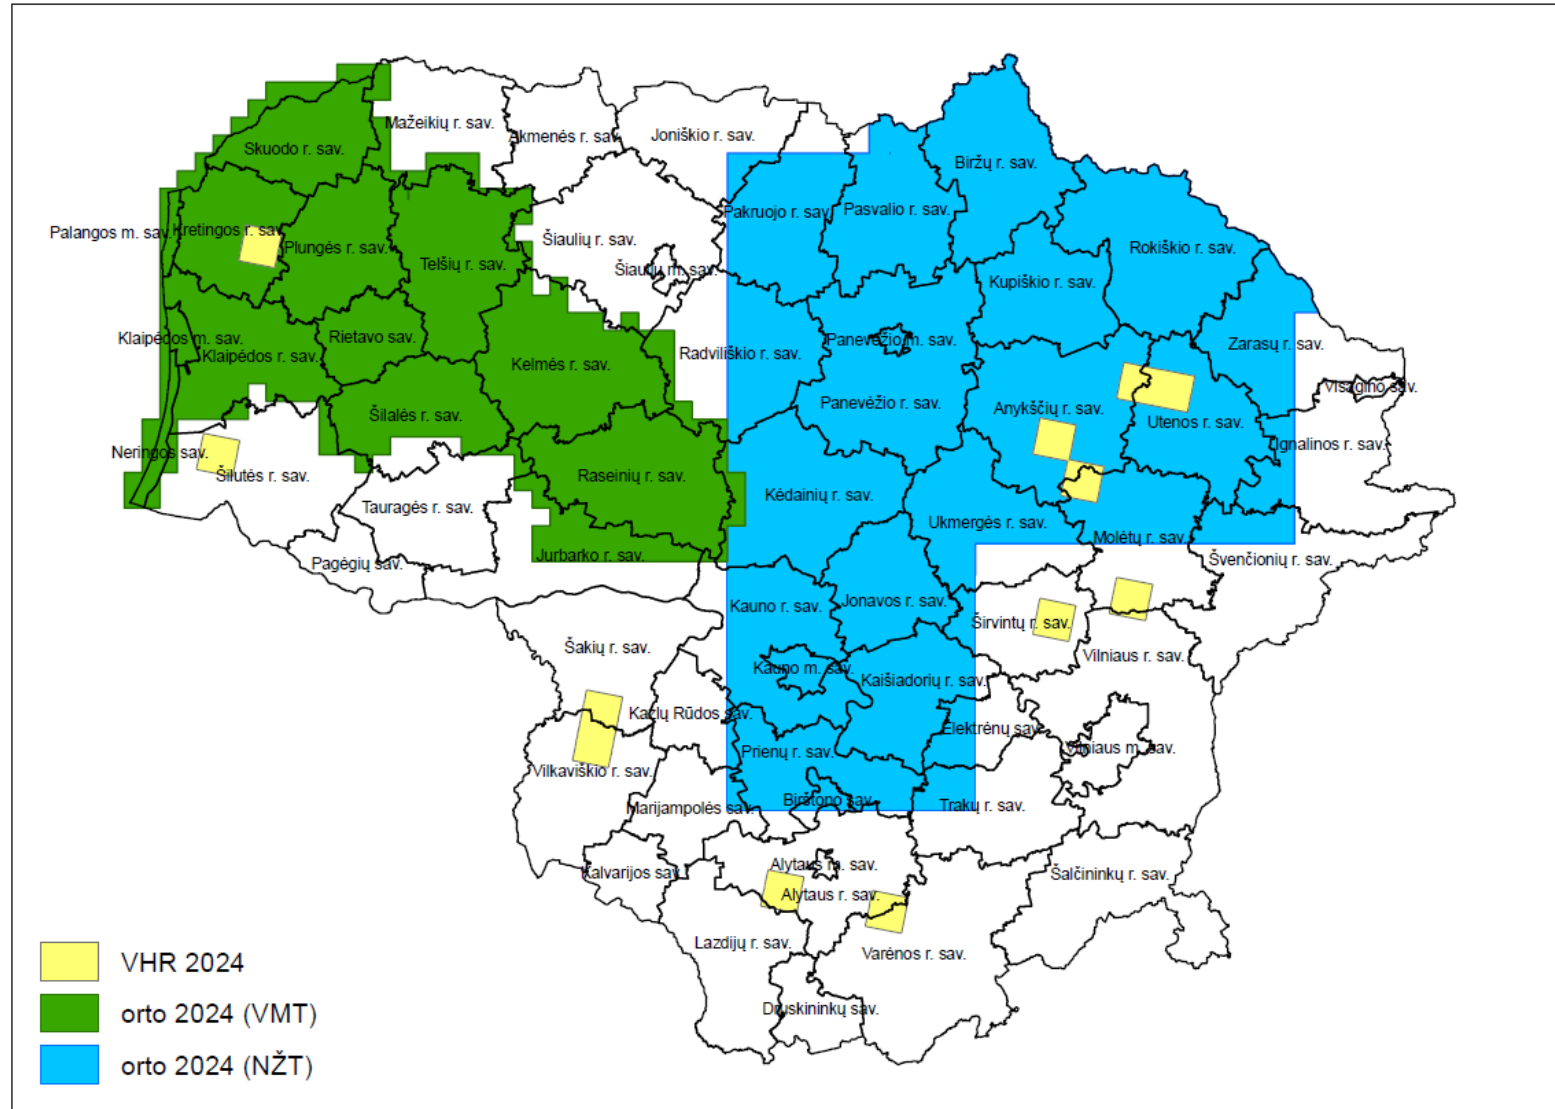 Mažeikių r. sav.
Akmenės r. sav.
Joniškio r. sav.
Skuodo r. sav.
Biržų r. sav.
Palangos m. sav.
Kretingos r. sav.
Plungės r. sav.
Telšių r. sav.
Šiaulių r. sav.
Šiaulių m. sav.
Pakruojo r. sav.
Pasvalio r. sav.
Rokiškio r. sav.
Kupiškio r. sav.
Klaipėdos m. sav.
Klaipėdos r. sav.
Rietavo sav.
Kelmės r. sav.
Radviliškio r. sav.
Panevėžio m. sav.
Zarasų r. sav.
Visagino sav.
Šilalės r. sav.
Panevėžio r. sav.
Anykščių r. sav.
Utenos r. sav.
Ignalinos r. sav.
Neringos sav.
Šilutės r. sav.
Raseinių r. sav.
Tauragės r. sav.
Kėdainių r. sav.
Ukmergės r. sav.
Molėtų r. sav.
Švenčionių r. sav.
Pagėgių sav.
Jurbarko r. sav.
Kauno r. sav.
Jonavos r. sav.
Širvintų r. sav.
Vilniaus r. sav.
Šakių r. sav.
Kauno m. sav.
Kaišiadorių r. sav.
Kazlų Rūdos sav.
Elektrėnų sav.
Vilniaus m. sav.
Prienų r. sav.
Vilkaviškio r. sav.
Marijampolės sav.
Birštono sav.
Trakų r. sav.
Kalvarijos sav.
Alytaus m. sav.
Alytaus r. sav.
Šalčininkų r. sav.
Lazdijų r. sav.
Varėnos r. sav.
Druskininkų sav.
VHR 2024
orto 2024 (VMT)
orto 2024 (NŽT)